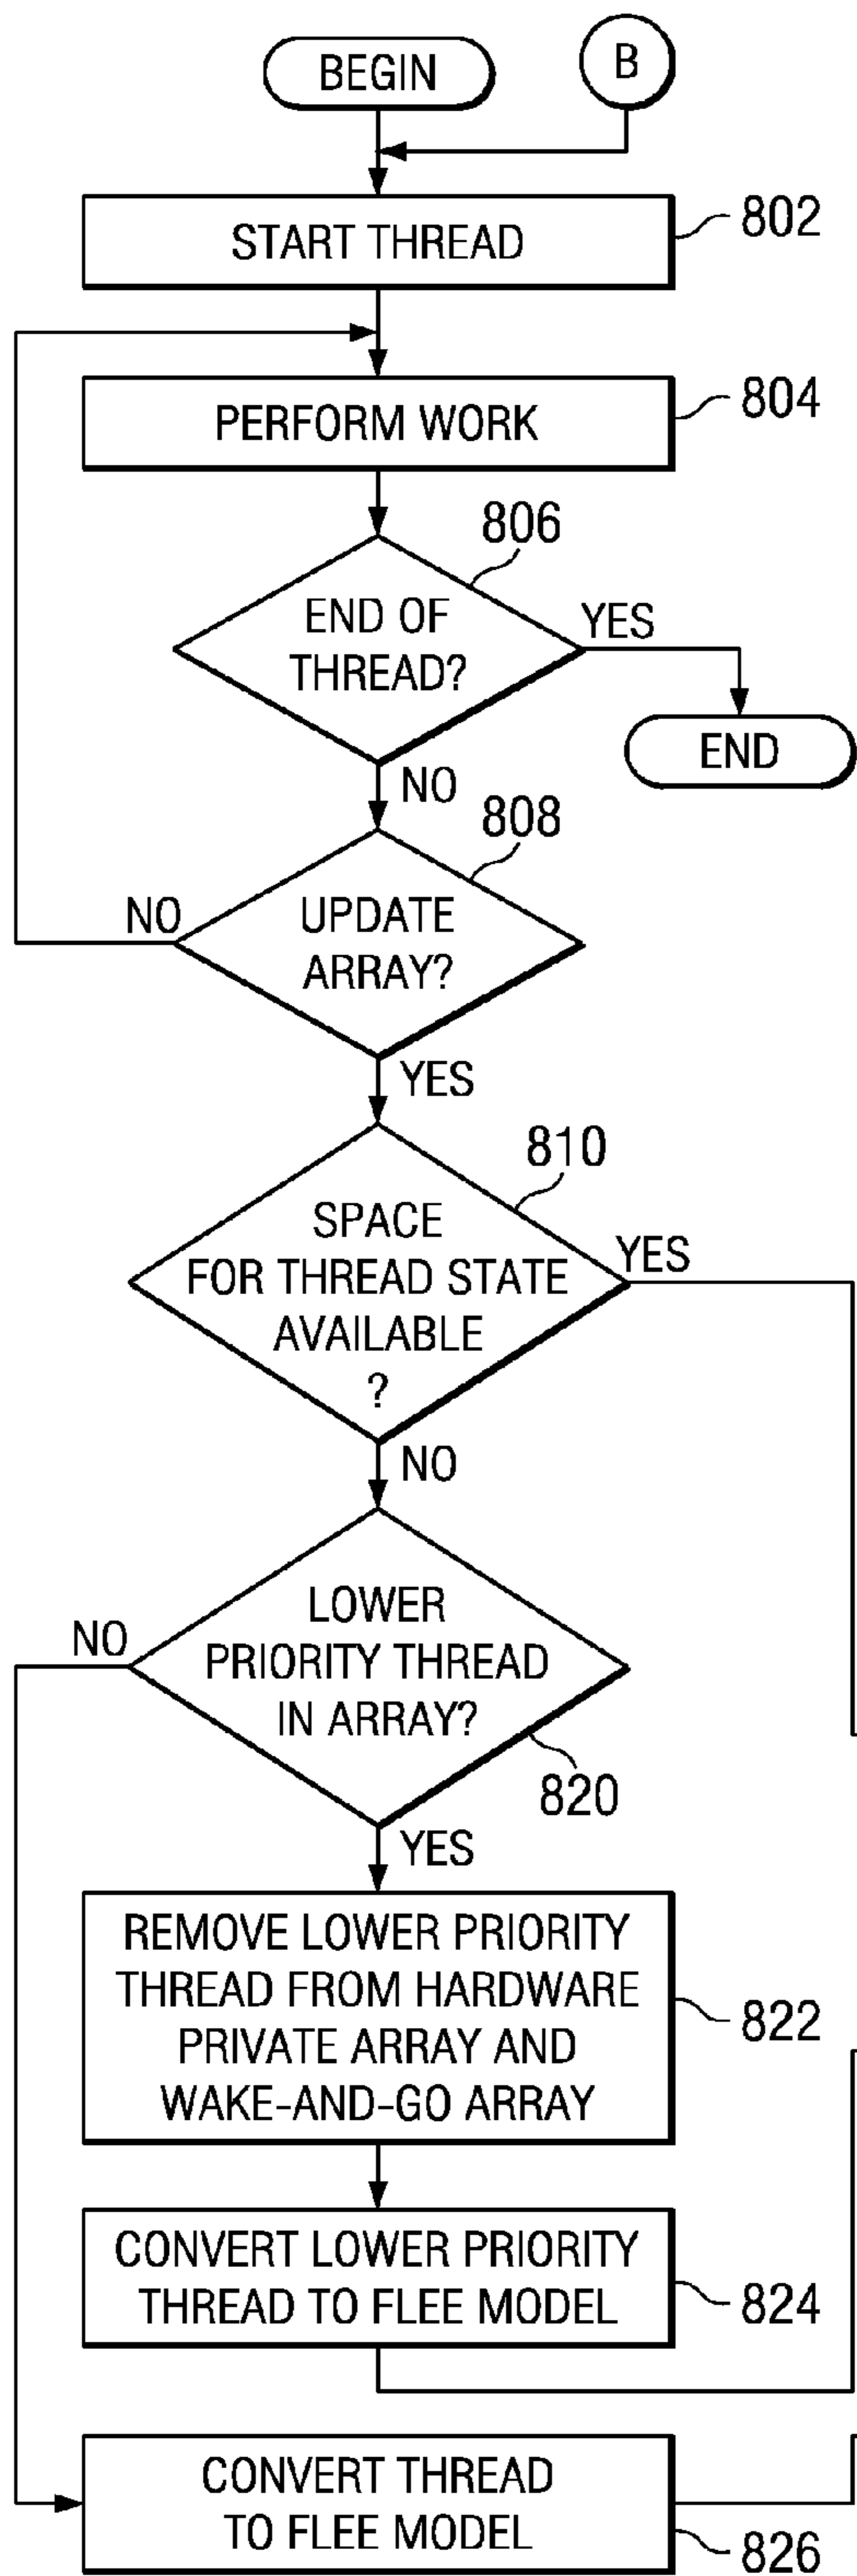 BEGIN
B
START THREAD
802
PERFORM WORK
804
806
END OF
THREAD?
YES
END
NO
808
UPDATE
ARRAY?
NO
YES
810
SPACE
FOR THREAD STATE
AVAILABLE
?
YES
NO
LOWER
PRIORITY THREAD
IN ARRAY?
NO
820
YES
REMOVE LOWER PRIORITY
THREAD FROM HARDWARE
PRIVATE ARRAY AND
WAKE-AND-GO ARRAY
822
CONVERT LOWER PRIORITY
THREAD TO FLEE MODEL
824
CONVERT THREAD
TO FLEE MODEL
826